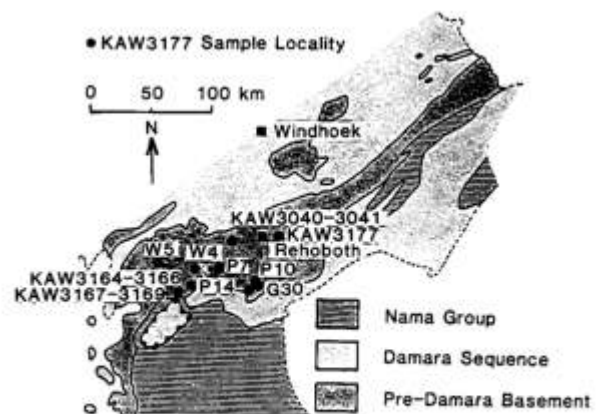 ●KAW3177 Sample Locality
0 50 100 km
N
Windhoek
KAW3040-3041
KAW3177
W5 W4 Rehoboth
KAW3164-3166 P7 P10
KAW3167-3169 P14 G30
Nama Group
Damara Sequence
Pre-Damara Basement